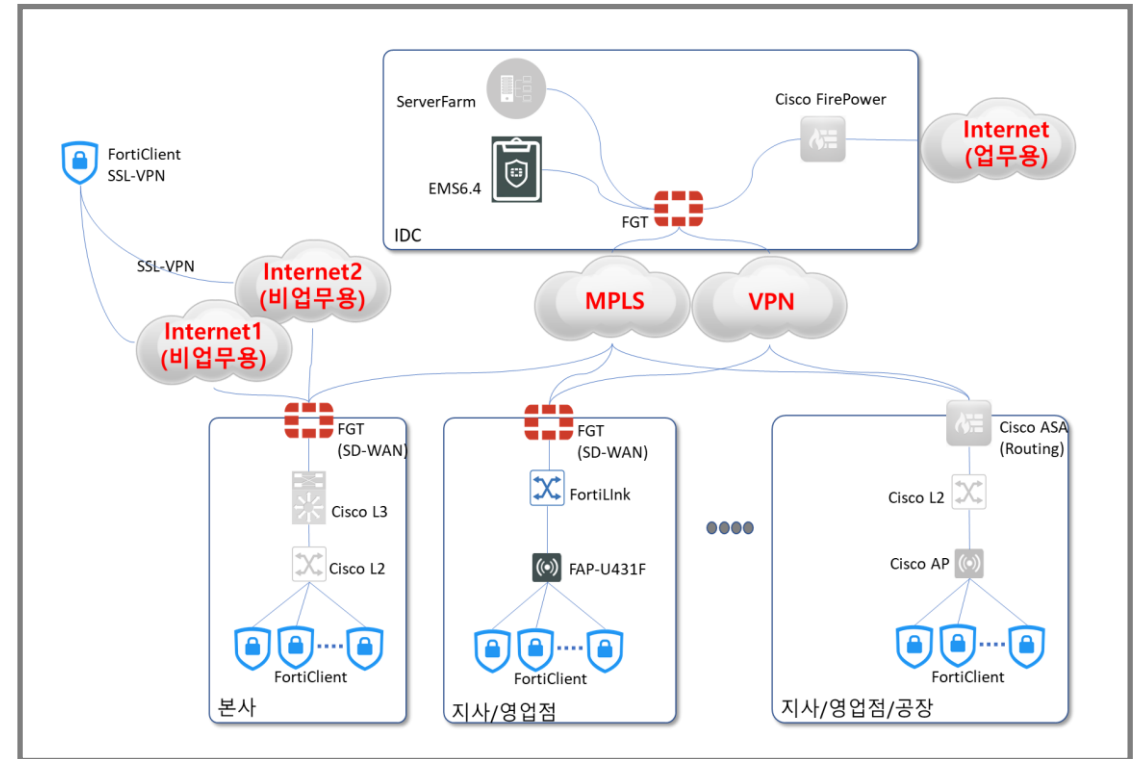 ServerFarm
Cisco FirePower
EMS6.4
FGT
IDC
Internet
(업무용)
FortiClient
SSL-VPN
SSL-VPN
Internet2
(비업무용)
Internet1
(비업무용)
MPLS
VPN
FGT
(SD-WAN)
Cisco L3
Cisco L2
FortiClient
본사
FGT
(SD-WAN)
FortiLInk
FAP-U431F
FortiClient
지사/영업점
Cisco ASA
(Routing)
Cisco L2
Cisco AP
FortiClient
지사/영업점/공장